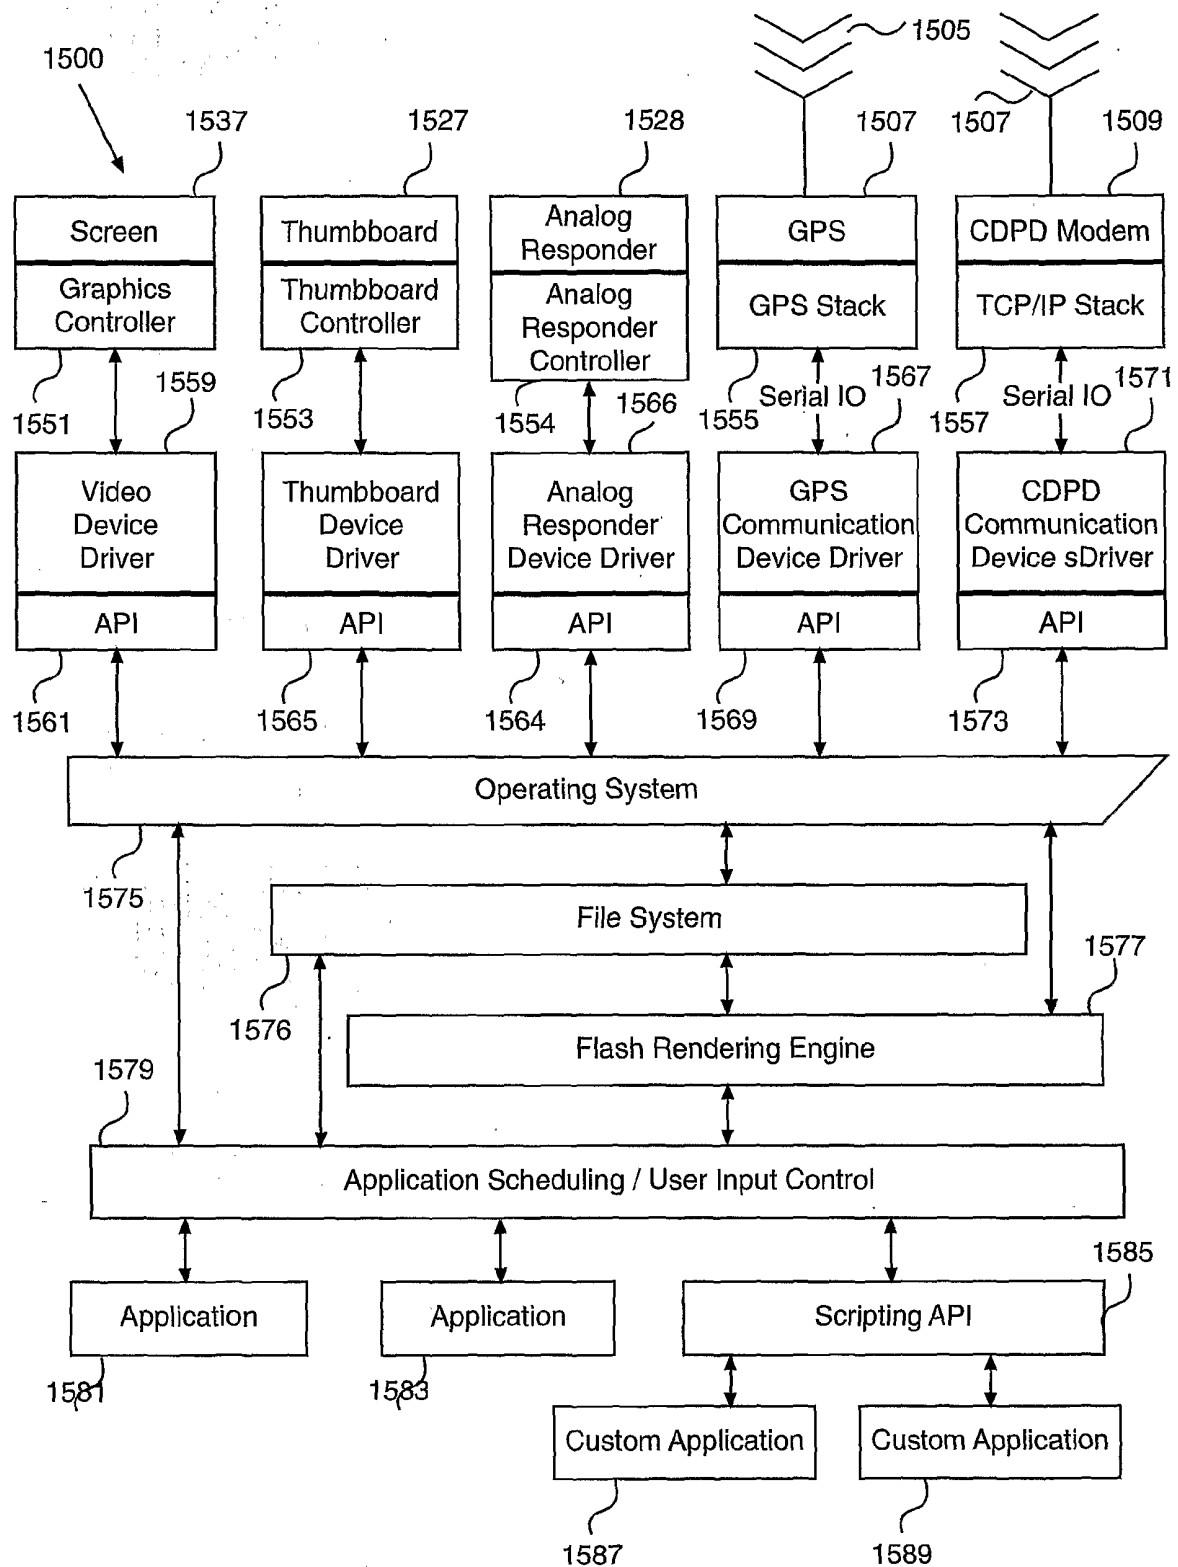 1500
1505
1507
1537
1527
1528
1507
1509
Screen
Graphics
Controller
Thumbboard
Thumbboard
Controller
Analog
Responder
Analog
Responder
Controller
GPS
GPS Stack
CDPD Modem
TCP/IP Stack
1551
1559
1553
1554
1566
1555
Serial IO
1567
1557
Serial IO
1571
Video
Device
Driver
API
Thumbboard
Device
Driver
API
Analog
Responder
Device Driver
API
GPS
Communication
Device Driver
API
CDPD
Communication
Device sDriver
API
1561
1565
1564
1569
1573
Operating System
1575
File System
1576
1577
Flash Rendering Engine
1579
Application Scheduling / User Input Control
1585
Application
Application
Scripting API
1581
1583
Custom Application
Custom Application
1587
1589